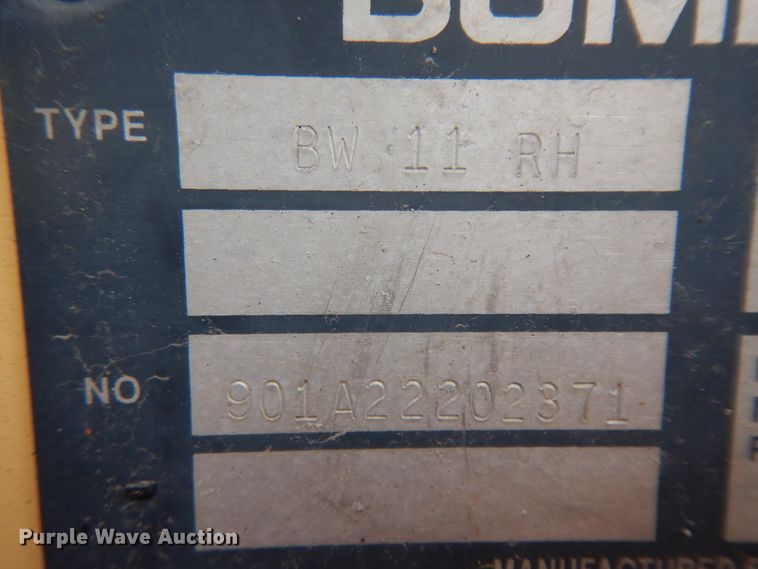 TYPE BW 11 RH
NO 901A22202371
Purple Wave Auction